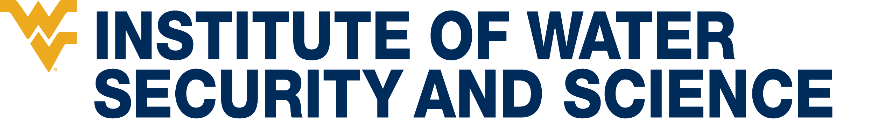 INSTITUTE OF WATER
SECURITY AND SCIENCE